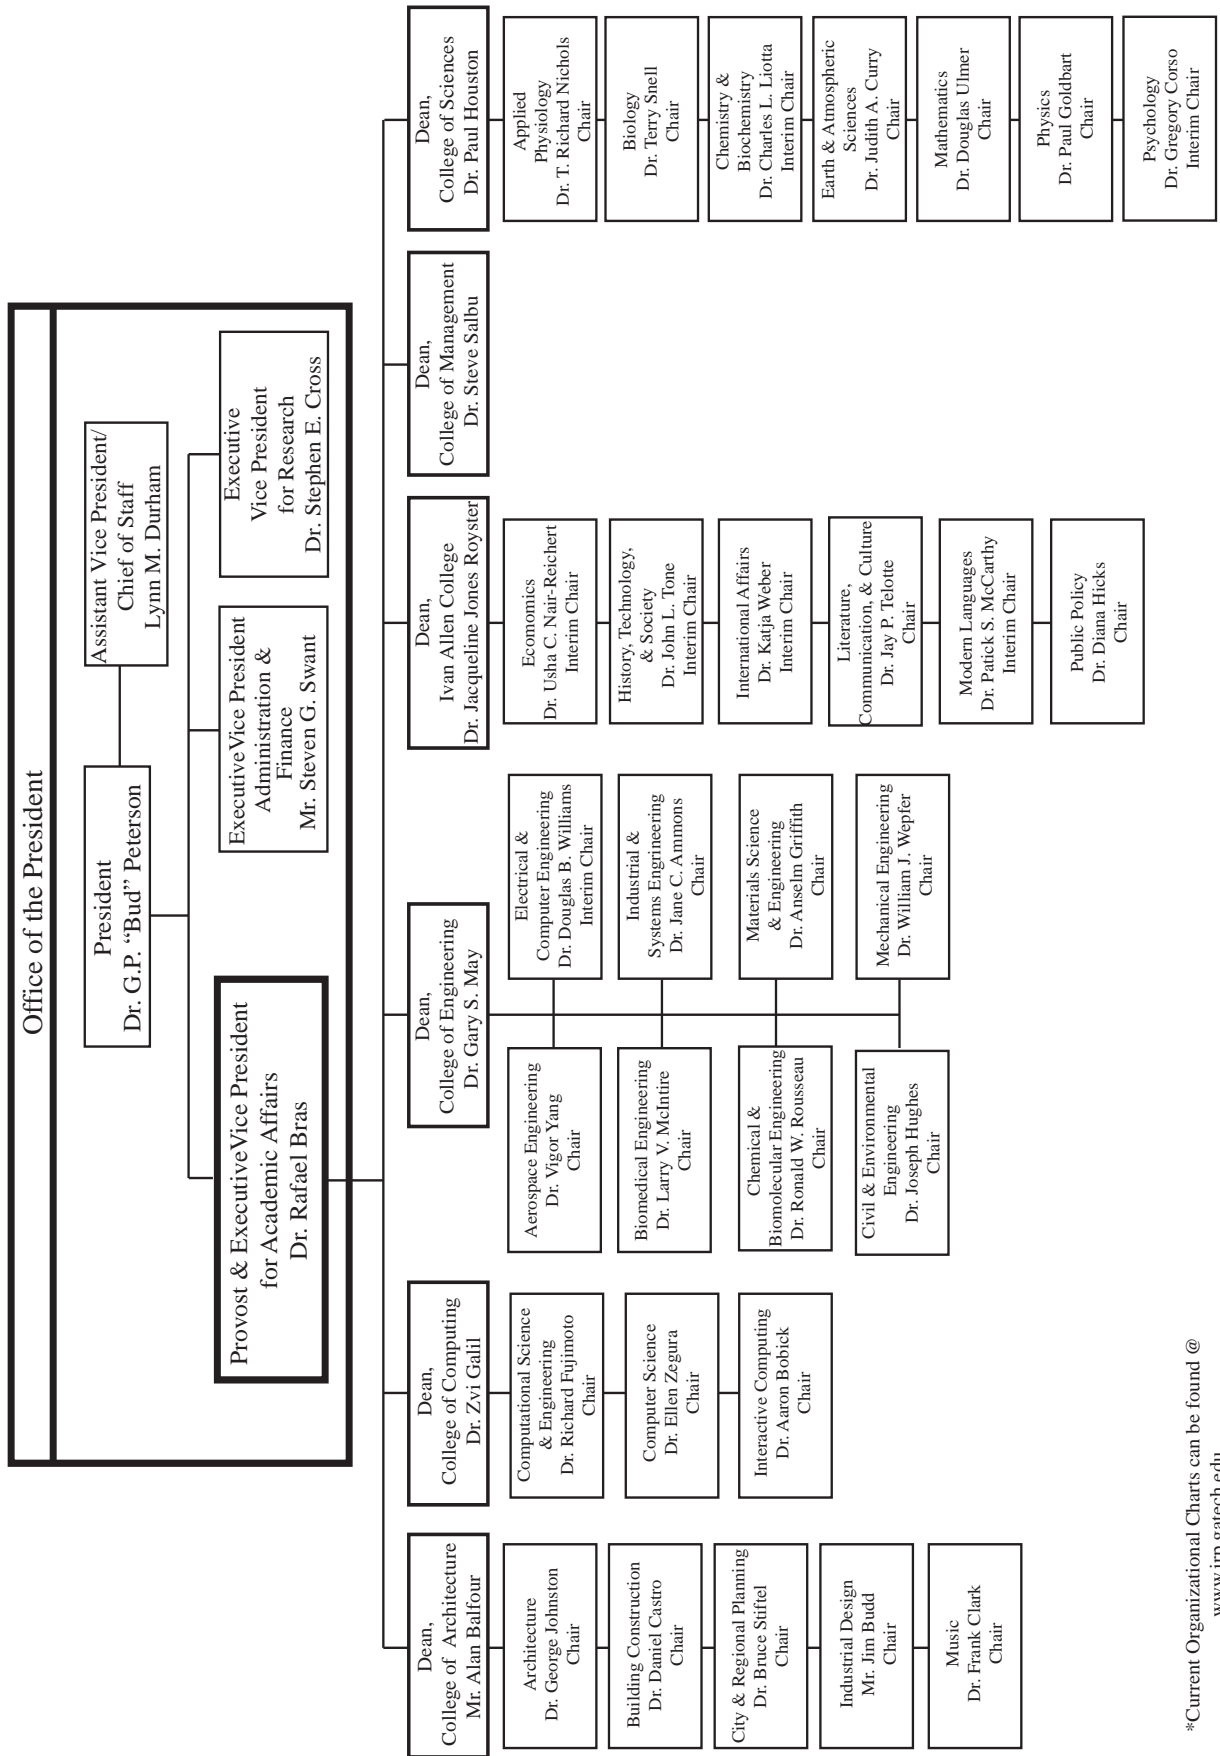 Office of the President
President
Dr. G.P. “Bud” Peterson
Assistant Vice President/
Chief of Staff
Lynn M. Durham
Provost & Executive Vice President
for Academic Affairs
Dr. Rafael Bras
Executive Vice President
Administration &
Finance
Mr. Steven G. Swant
Executive
Vice President
for Research
Dr. Stephen E. Cross
Dean,
College of Architecture
Mr. Alan Balfour
Architecture
Dr. George Johnston
Chair
Building Construction
Dr. Daniel Castro
Chair
City & Regional Planning
Dr. Bruce Stiftel
Chair
Industrial Design
Mr. Jim Budd
Chair
Music
Dr. Frank Clark
Chair
Dean,
College of Computing
Dr. Zvi Galil
Computational Science
& Engineering
Dr. Richard Fujimoto
Chair
Computer Science
Dr. Ellen Zegura
Chair
Interactive Computing
Dr. Aaron Bobick
Chair
Dean,
College of Engineering
Dr. Gary S. May
Aerospace Engineering
Dr. Vigor Yang
Chair
Electrical &
Computer Engineering
Dr. Douglas B. Williams
Interim Chair
Biomedical Engineering
Dr. Larry V. McIntire
Chair
Industrial &
Systems Engrineering
Dr. Jane C. Ammons
Chair
Chemical &
Biomolecular Engineering
Dr. Ronald W. Rousseau
Chair
Materials Science
& Engineering
Dr. Anselm Griffith
Chair
Civil & Environmental
Engineering
Dr. Joseph Hughes
Chair
Mechanical Engineering
Dr. William J. Wepfer
Chair
Dean,
Ivan Allen College
Dr. Jacqueline Jones Royster
Ecomomics
Dr. Usha C. Nair-Reichert
Interim Chair
History, Technology,
& Society
Dr. John L. Tone
Interim Chair
International Affairs
Dr. Katja Weber
Interim Chair
Literature,
Communication, & Culture
Dr. Jay P. Telotte
Chair
Modern Languages
Dr. Patick S. McCarthy
Interim Chair
Public Policy
Dr. Diana Hicks
Chair
Dean,
College of Management
Dr. Steve Salbu
Dean,
College of Sciences
Dr. Paul Houston
Applied
Physiology
Dr. T. Richard Nichols
Chair
Biology
Dr. Terry Snell
Chair
Chemistry &
Biochemistry
Dr. Charles L. Liotta
Interim Chair
Earth & Atmospheric
Sciences
Dr. Judith A. Curry
Chair
Mathematics
Dr. Douglas Ulmer
Chair
Physics
Dr. Paul Goldbart
Chair
Psychology
Dr. Gregory Corso
Interim Chair
*Current Organizational Charts can be found @
www.irp.gatech.edu